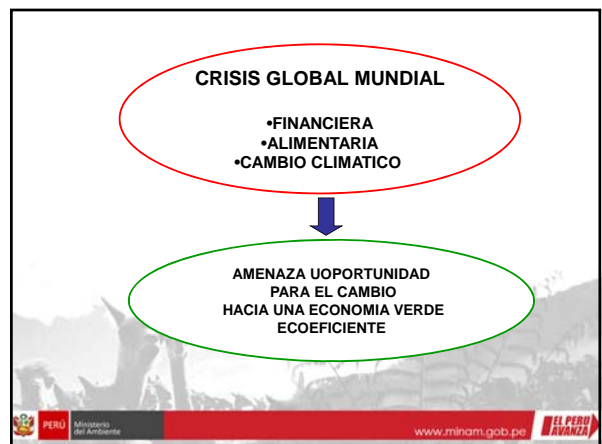 CRISIS GLOBAL MUNDIAL
•FINANCIERA
•ALIMENTARIA
•CAMBIO CLIMATICO
AMENAZA UOPORTUNIDAD
PARA EL CAMBIO
HACIA UNA ECONOMIA VERDE
ECOEFICIENTE
PERÚ
Ministerio
del Ambiente
www.minam.gob.pe
EL PERU
AVANZA